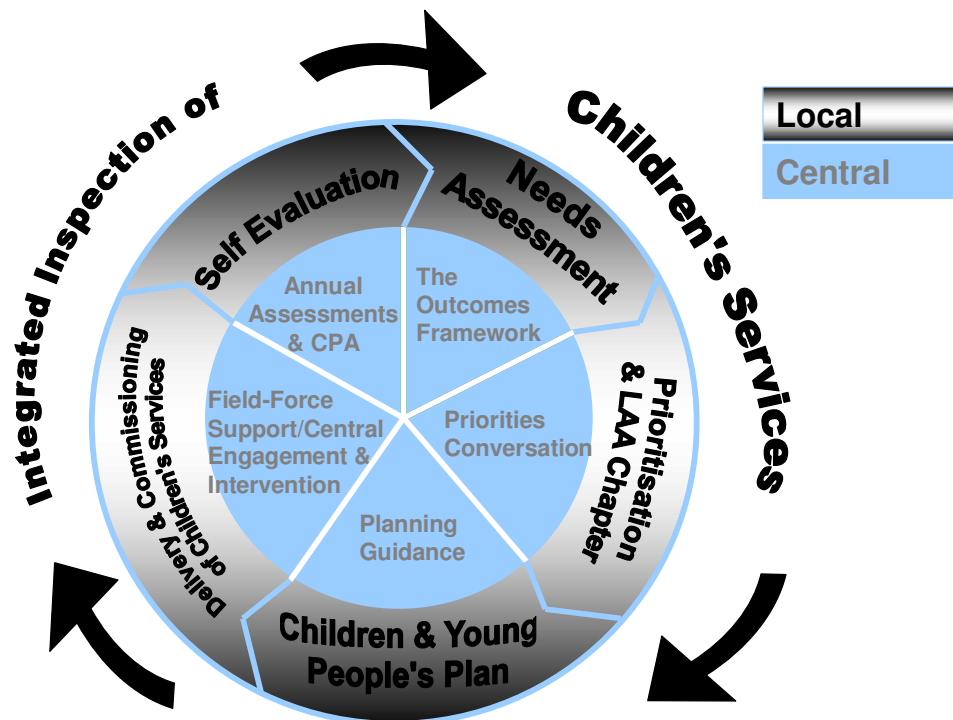 Integrated Inspection of
Children's Services
Local
Central
Self Evaluation
Needs
Assessment
Prioritisation
& LAA Chapter
Children & Young
People's Plan
Delivery & Commissioning
of Children's Services
Annual
Assessments
& CPA
The
Outcomes
Framework
Priorities
Conversation
Planning
Guidance
Field-Force
Support/Central
Engagement &
Intervention